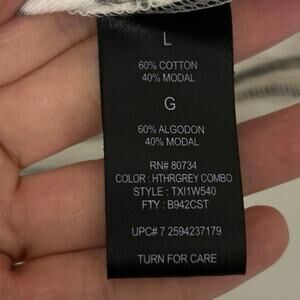 L
60% COTTON
40% MODAL
G
60% ALGODON
40% MODAL
RN# 80734
COLOR : HTHRGREY COMBO
STYLE : TXI1W540
FTY : B942CST
UPC# 7 2594237179
TURN FOR CARE